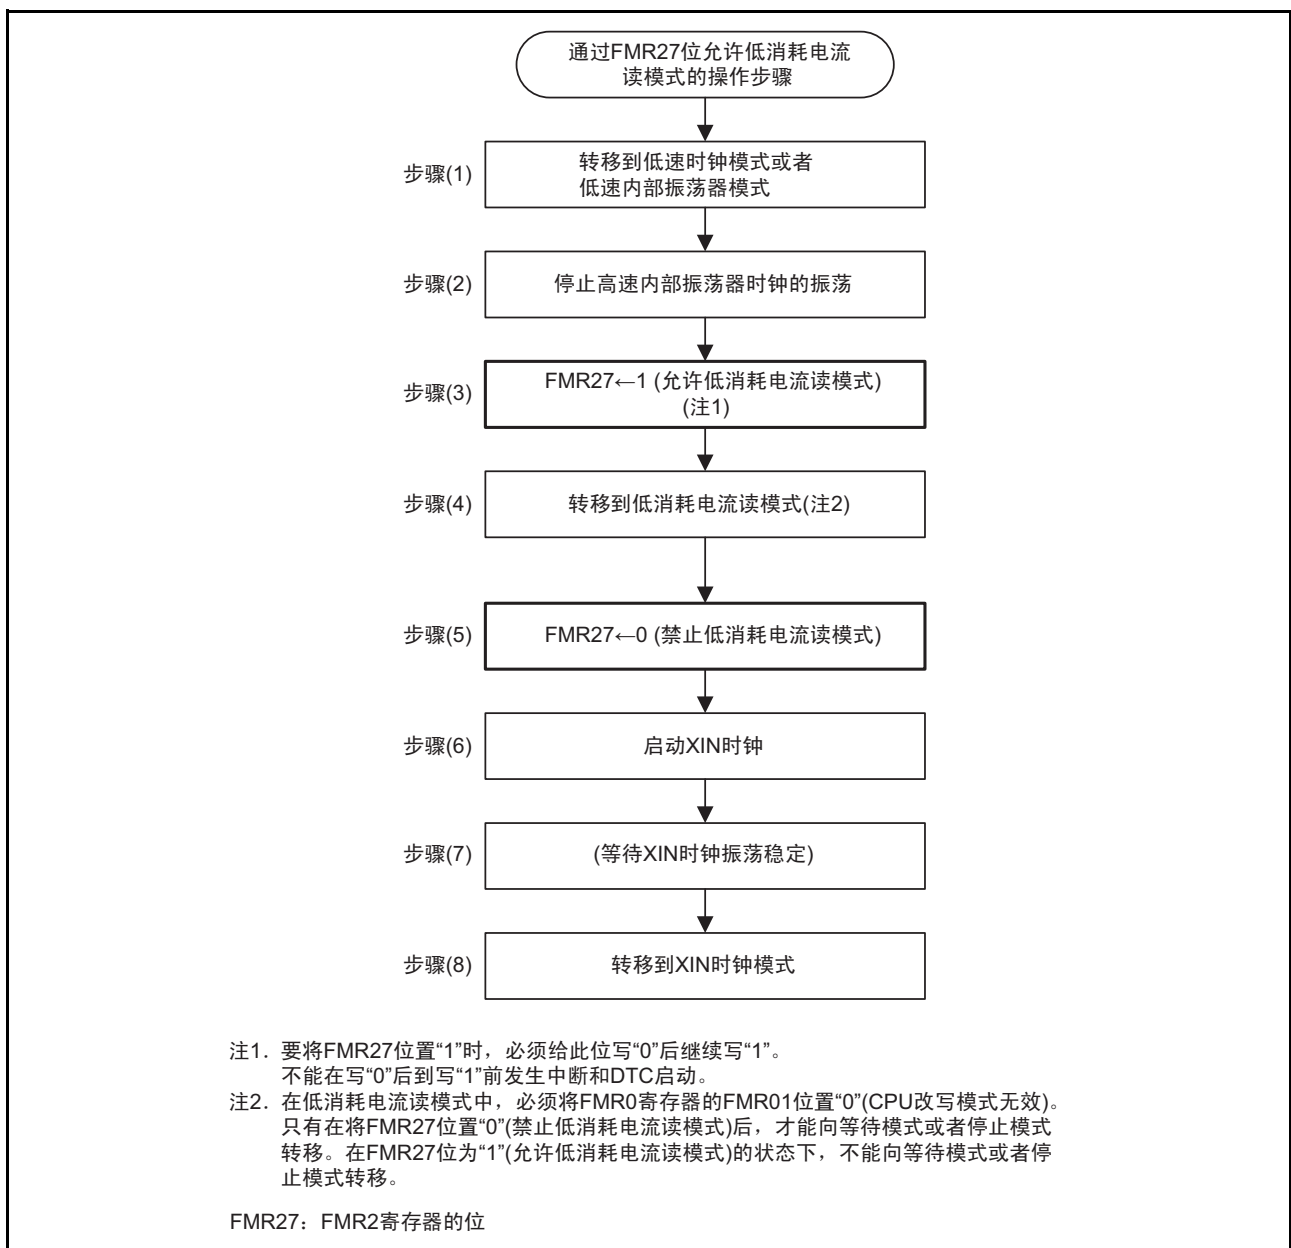 通过FMR27位允许低消耗电流
读模式的操作步骤
步骤(1)
转移到低速时钟模式或者
低速内部振荡器模式
步骤(2)
停止高速内部振荡器时钟的振荡
步骤(3)
FMR27←1 (允许低消耗电流读模式)
(注1)
步骤(4)
转移到低消耗电流读模式(注2)
步骤(5)
FMR27←0 (禁止低消耗电流读模式)
步骤(6)
启动XIN时钟
步骤(7)
(等待XIN时钟振荡稳定)
步骤(8)
转移到XIN时钟模式
注1. 要将FMR27位置“1”时，必须给此位写“0”后继续写“1”。
不能在写“0”后到写“1”前发生中断和DTC启动。
注2. 在低消耗电流读模式中，必须将FMR0寄存器的FMR01位置“0”(CPU改写模式无效)。
只有在将FMR27位置“0”(禁止低消耗电流读模式)后，才能向等待模式或者停止模式
转移。在FMR27位为“1”(允许低消耗电流读模式)的状态下，不能向等待模式或者停
止模式转移。
FMR27：FMR2寄存器的位